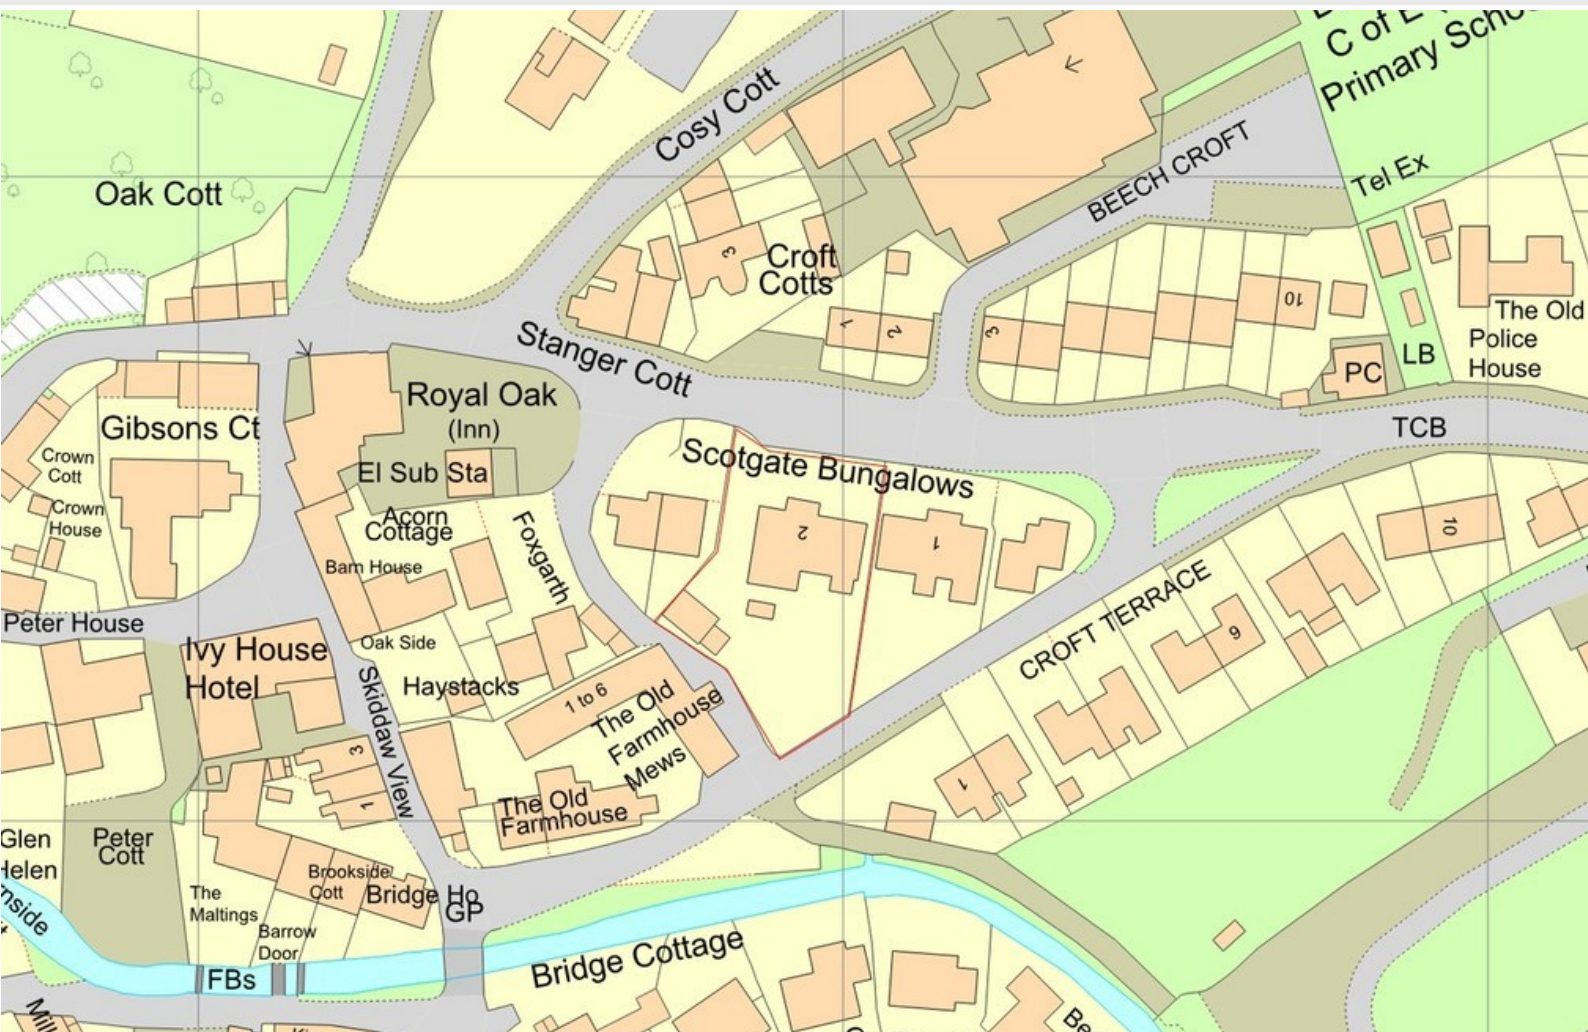 C of E
Primary
Cosy Cott
BEECH CROFT
Tel Ex
Oak Cott
3
Croft
Cotts
10
The Old
Police
House
1
2
3
Stanger Cott
LB
PC
Royal Oak
(Inn)
TCB
Gibsons Ct
Scotgate Bungalows
Crown
Cott
El Sub Sta
Crown
House
Acorn
Cottage
Foxgarth
2
1
10
Barn House
CROFT TERRACE
Peter House
Oak Side
9
Ivy House
Hotel
Haystacks
Skiddaw View
1 to 6
The Old
Farmhouse
Mews
3
1
1
The Old
Farmhouse
Glen
Helen
Peter
Cott
Brookside
Cott
Bridge Ho
The
Maltings
GP
Barrow
Door
Bridge Cottage
FBs
2